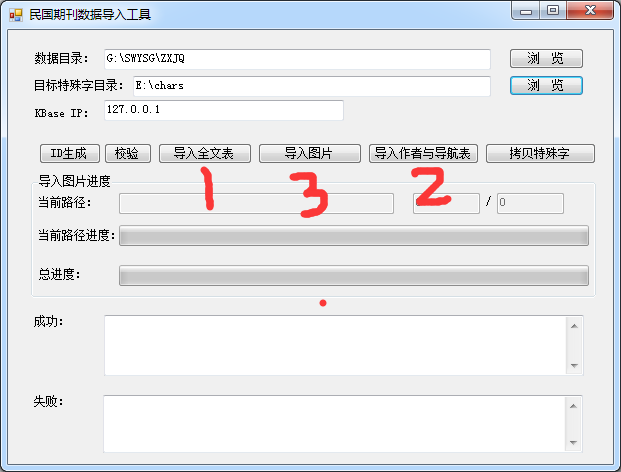 民国期刊数据导入工具
数据目录： G:\SWYSG\ZXJQ 浏 览
目标特殊字目录： E:\chars 浏 览
KBase IP： 127.0.0.1
ID生成 校验 导入全文表 导入图片 导入作者与导航表 拷贝特殊字
1 3 2
导入图片进度
当前路径： / 0
当前路径进度：
总进度：
成功：
失败：